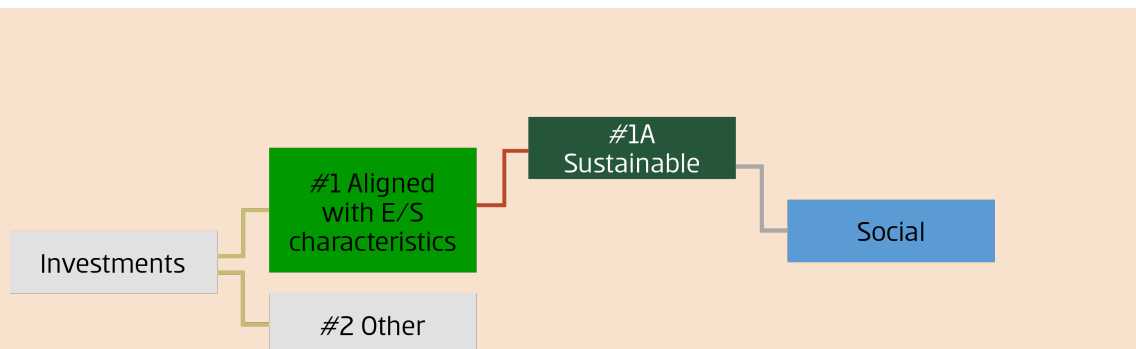 #1A
Sustainable
#1 Aligned
with E/S
characteristics
Social
Investments
#2 Other